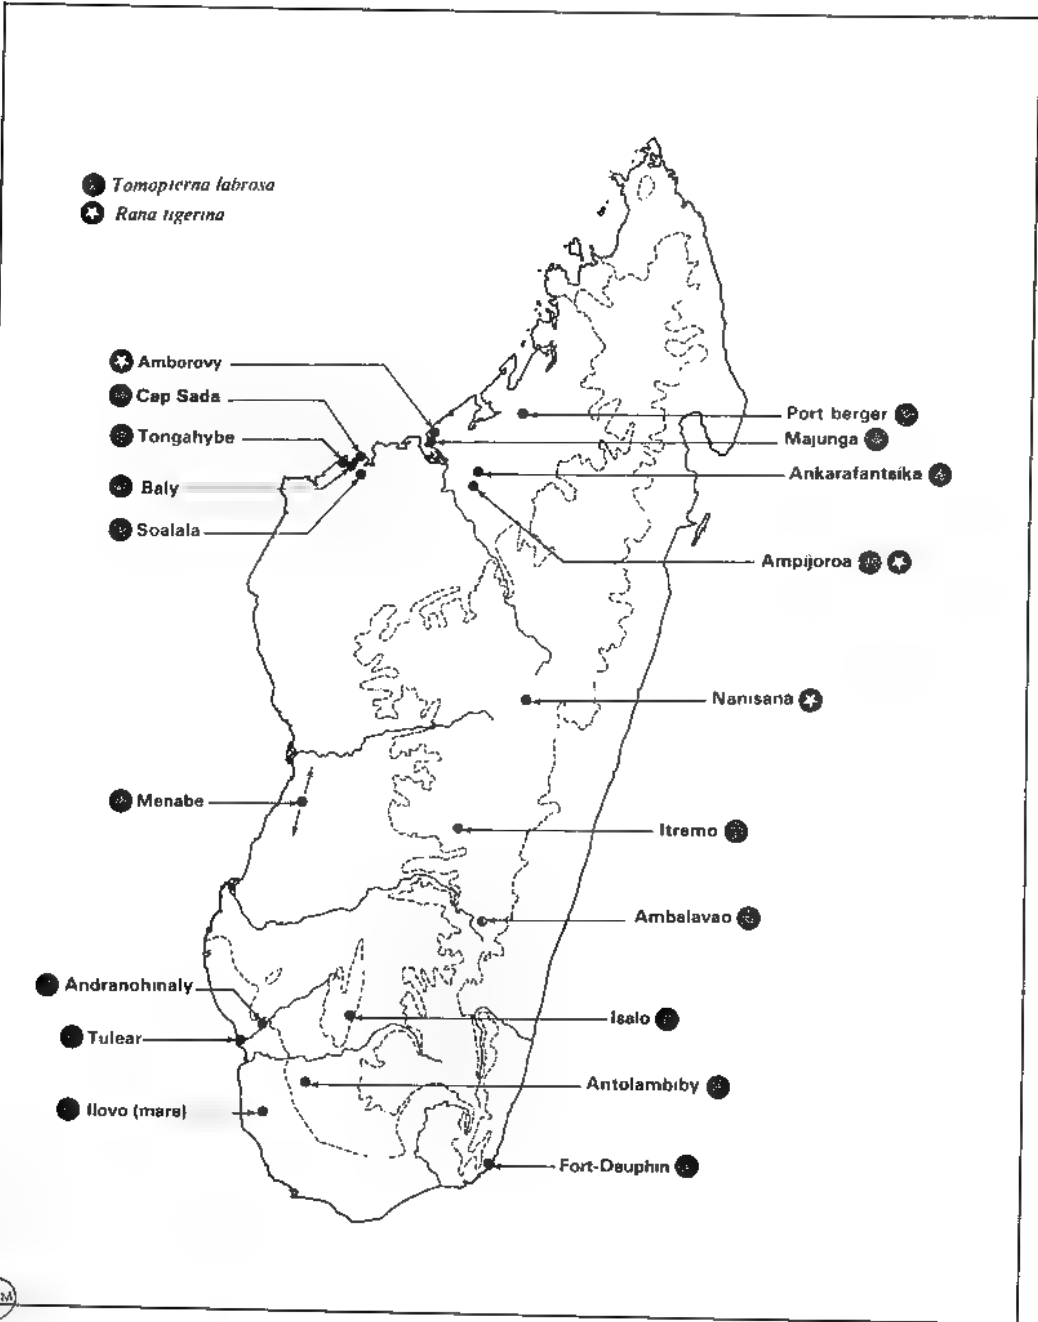 Tomopterna labrosa
Rana tigerina
Amborovy
Cap Sada
Tongahybe
Baly
Soalala
Port berger
Majunga
Ankarafantsika
Ampijoroa
Nanisana
Menabe
Itremo
Ambalavao
Andranohinaly
Isalo
Tulear
Antolambiby
Ilovo (mare)
Fort-Dauphin
M